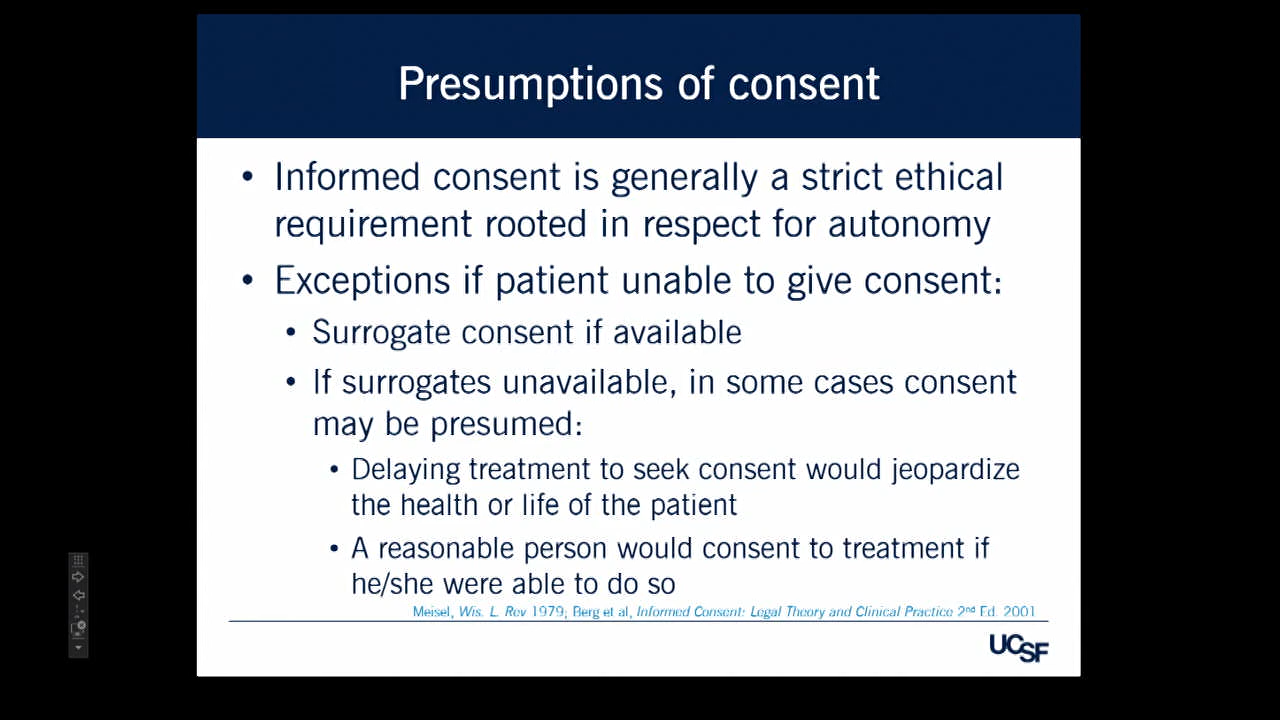 Presumptions of consent
• Informed consent is generally a strict ethical
requirement rooted in respect for autonomy
• Exceptions if patient unable to give consent:
• Surrogate consent if available
• If surrogates unavailable, in some cases consent
may be presumed:
• Delaying treatment to seek consent would jeopardize
the health or life of the patient
• A reasonable person would consent to treatment if
he/she were able to do so
Meisel, Wis. L. Rev 1979; Berg et al, Informed Consent: Legal Theory and Clinical Practice 2nd Ed. 2001
UCSF